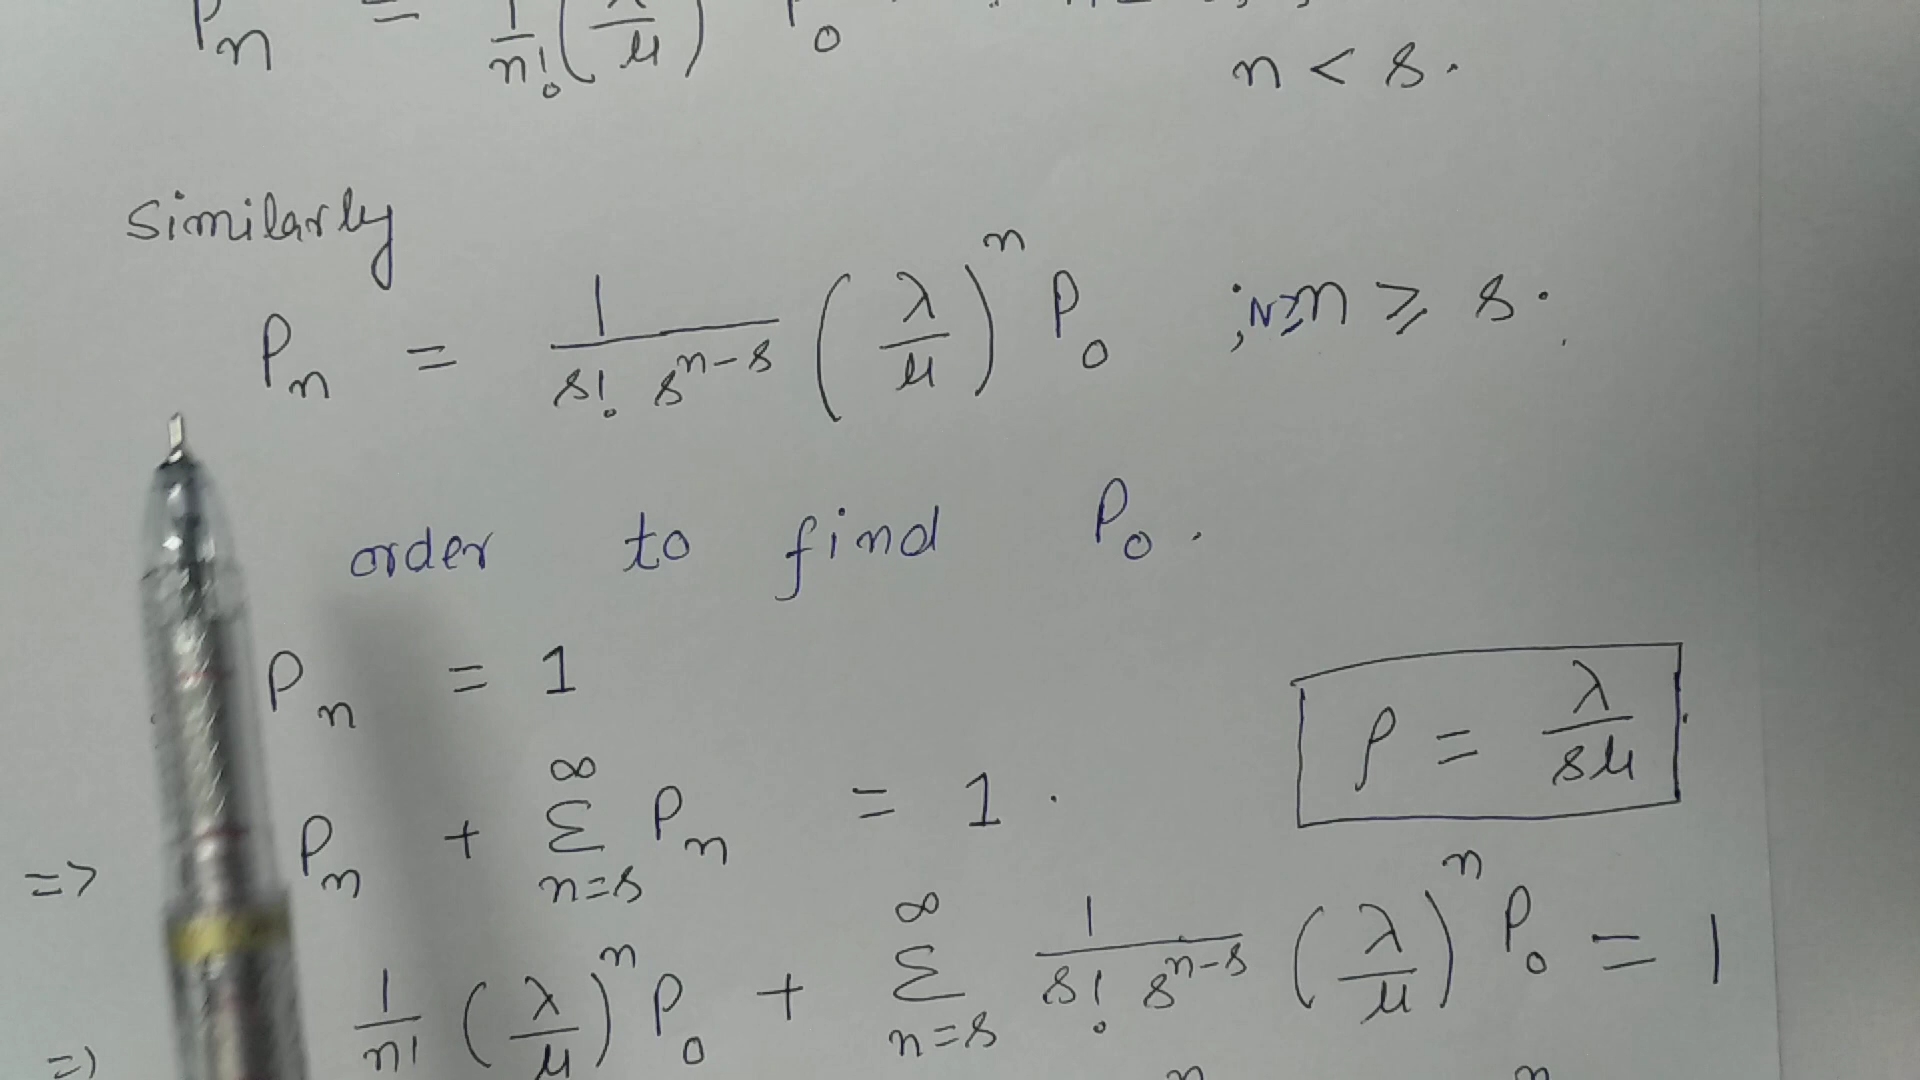 Pn = 1/n! (λ/μ) P0
n < s.
Similarly
Pn = 1/(s! s^(n-s)) (λ/μ)^n P0 ; n ≥ s.
order to find P0.
Pn = 1
ρ = λ/sμ
=> Pn + Σ_(n=s)^∞ Pn = 1.
=> 1/n! (λ/μ)^n P0 + Σ_(n=s)^∞ 1/(s! s^(n-s)) (λ/μ)^n P0 = 1